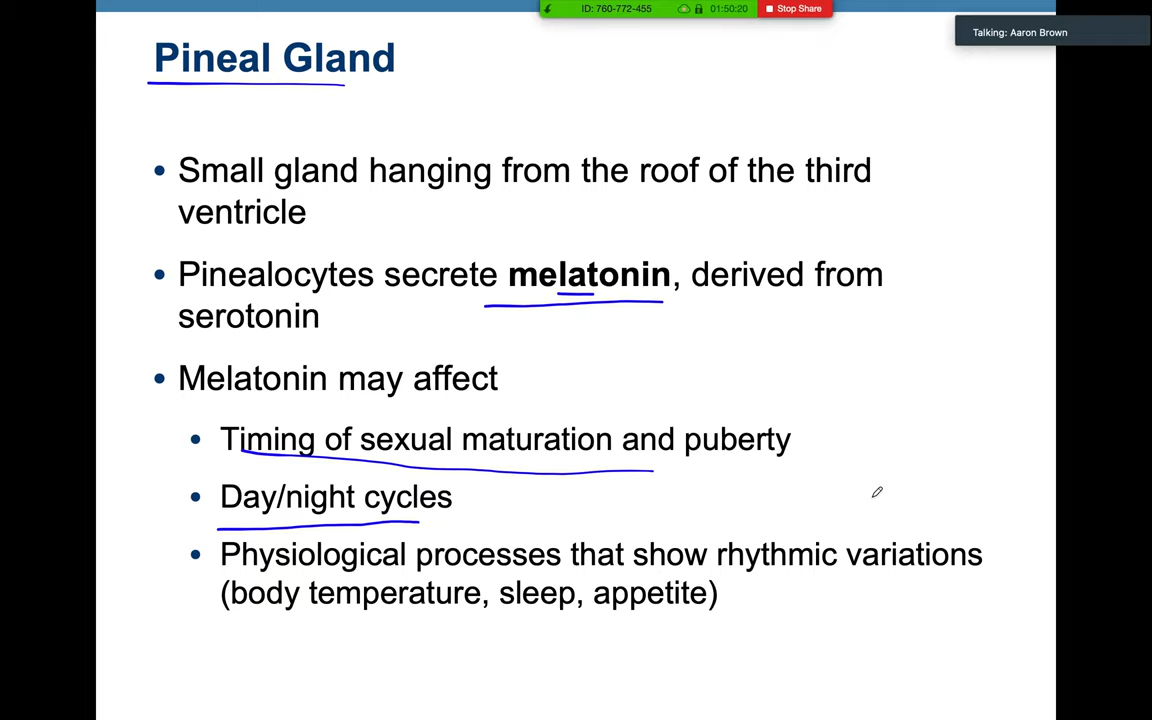 ID: 760-772-455 01:50:20 Stop Share
Talking: Aaron Brown
Pineal Gland
• Small gland hanging from the roof of the third
ventricle
• Pinealocytes secrete melatonin, derived from
serotonin
• Melatonin may affect
• Timing of sexual maturation and puberty
• Day/night cycles
• Physiological processes that show rhythmic variations
(body temperature, sleep, appetite)